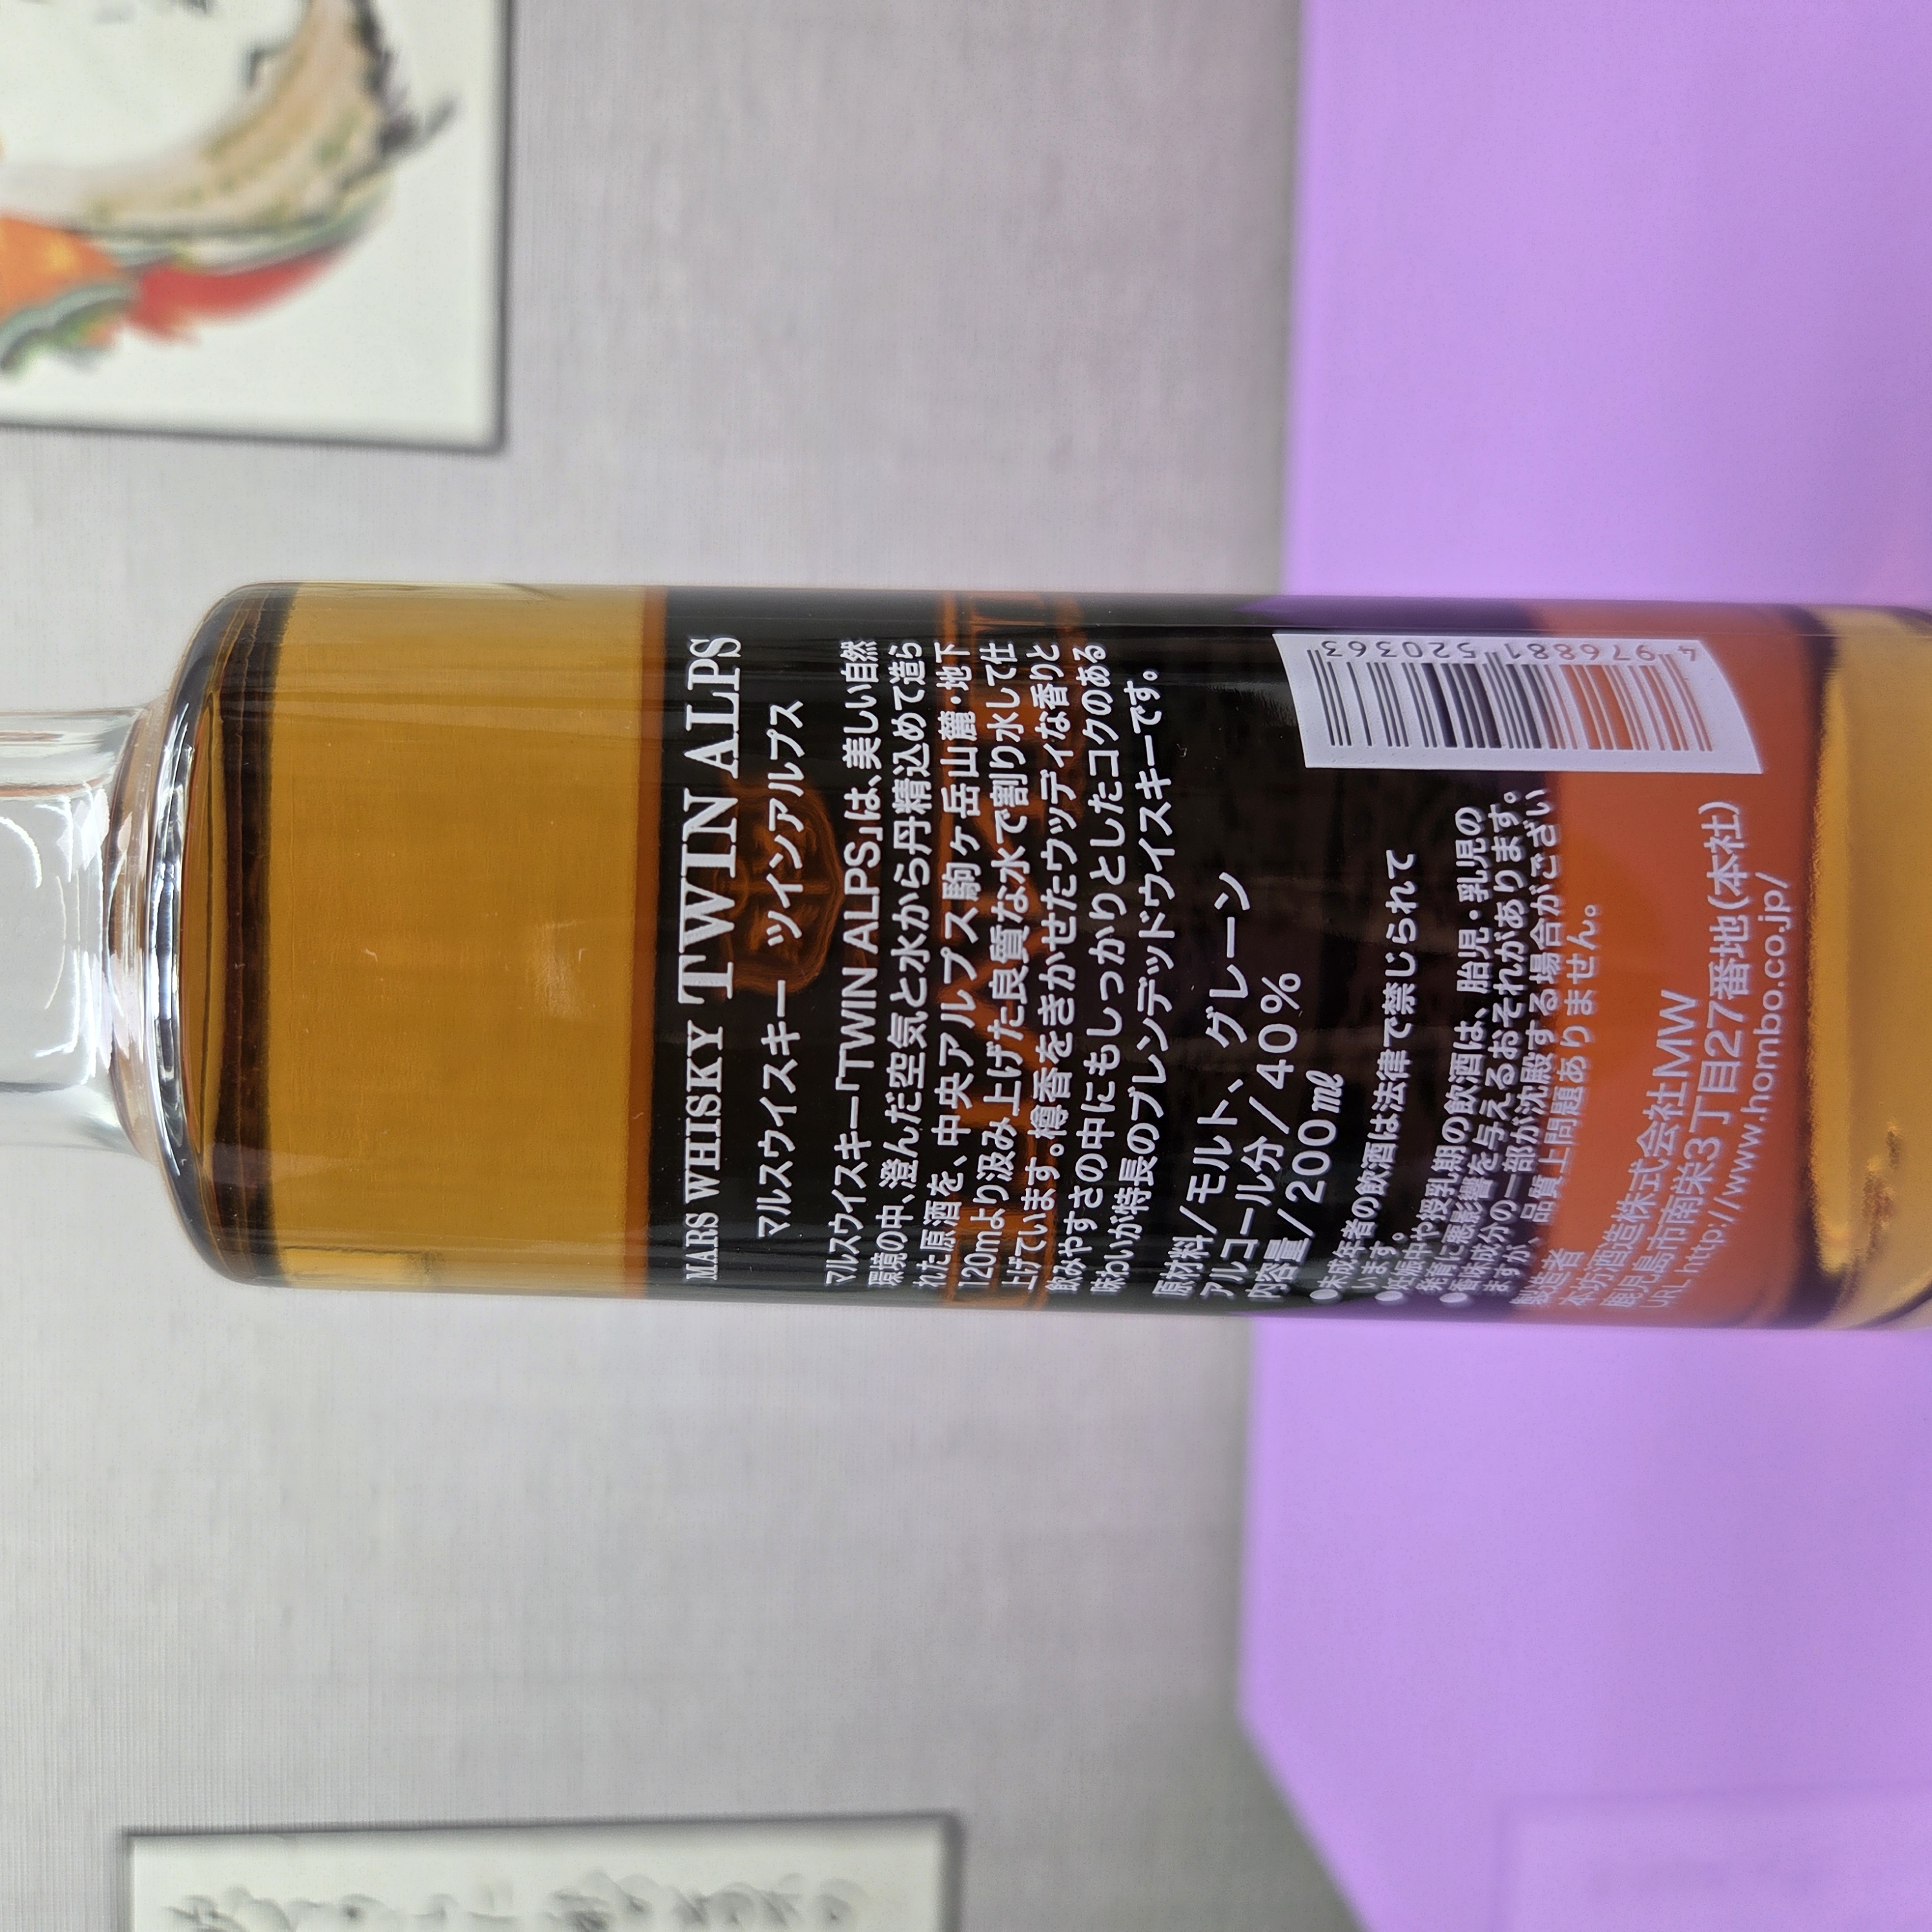 MARS WHISKY TWIN ALPS
マルスウイスキー ツインアルプス
マルスウイスキー「TWIN ALPS」は、美しい自然
環境の中、澄んだ空気と水から丹精込めて造ら
れた原酒を、中央アルプス駒ヶ岳山麓・地下
120mより汲み上げた良質な水で割り水して仕
上げています。樽香をきかせたウッディな香りと
飲みやすさの中にもしっかりとしたコクのある
味わいが特長のブレンデッドウイスキーです。
原材料/モルト、グレーン
アルコール分/40%
内容量/200㎖
●未成年者の飲酒は法律で禁じられて
います。
●妊娠中や授乳期の飲酒は、胎児・乳児の
発育に悪影響を与えるおそれがあります。
●香味成分の一部が沈殿する場合がござい
ますが、品質上問題ありません。
製造者
本坊酒造株式会社MW
鹿児島市南栄3丁目27番地(本社)
URL http://www.hombo.co.jp/
4 976881 520363